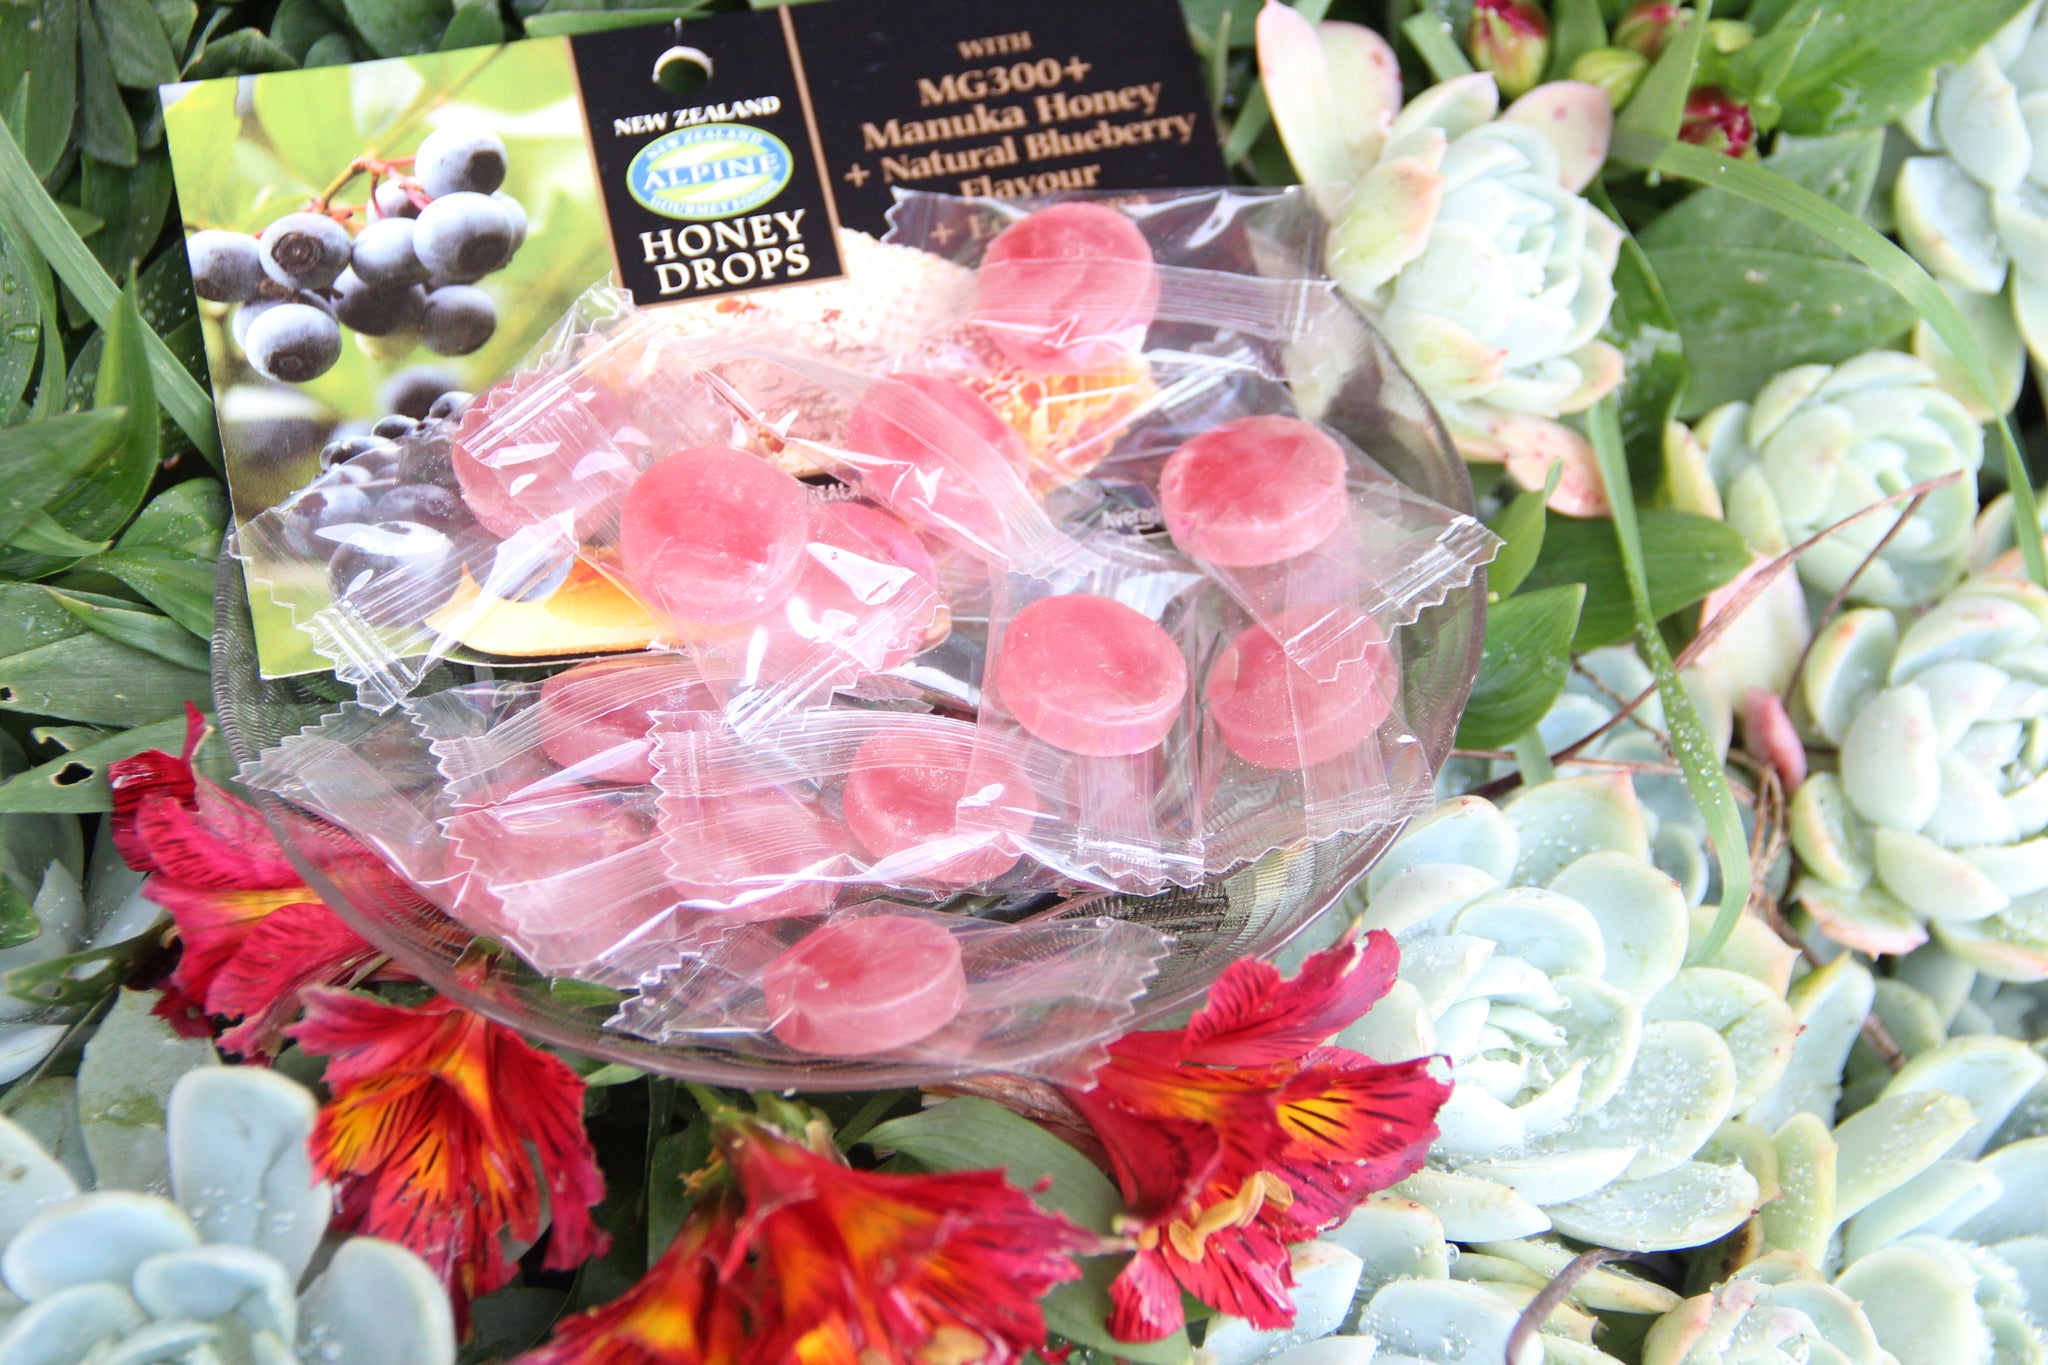 NEW ZEALAND
NEW ZEALAND
ALPINE
GOURMET FOODS
HONEY
DROPS
WITH
MG300+
Manuka Honey
+ Natural Blueberry
Flavour
+